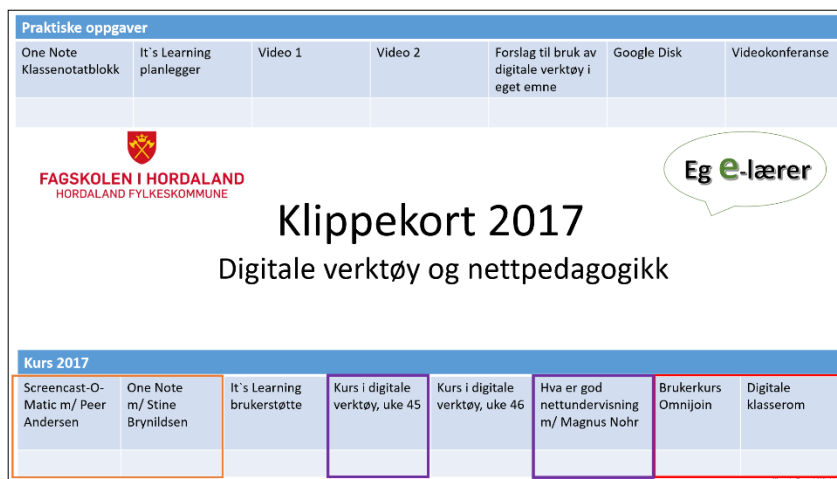 Praktiske oppgaver
One Note
Klassenotatblokk
It`s Learning
planlegger
Video 1
Video 2
Forslag til bruk av
digitale verktøy i
eget emne
Google Disk
Videokonferanse
FAGSKOLEN I HORDALAND
HORDALAND FYLKESKOMMUNE
Eg e-lærer
Klippekort 2017
Digitale verktøy og nettpedagogikk
Kurs 2017
Screencast-O-
Matic m/ Peer
Andersen
One Note
m/ Stine
Brynildsen
It`s Learning
brukerstøtte
Kurs i digitale
verktøy, uke 45
Kurs i digitale
verktøy, uke 46
Hva er god
nettundervisning
m/ Magnus Nohr
Brukerkurs
Omnijoin
Digitale
klasserom